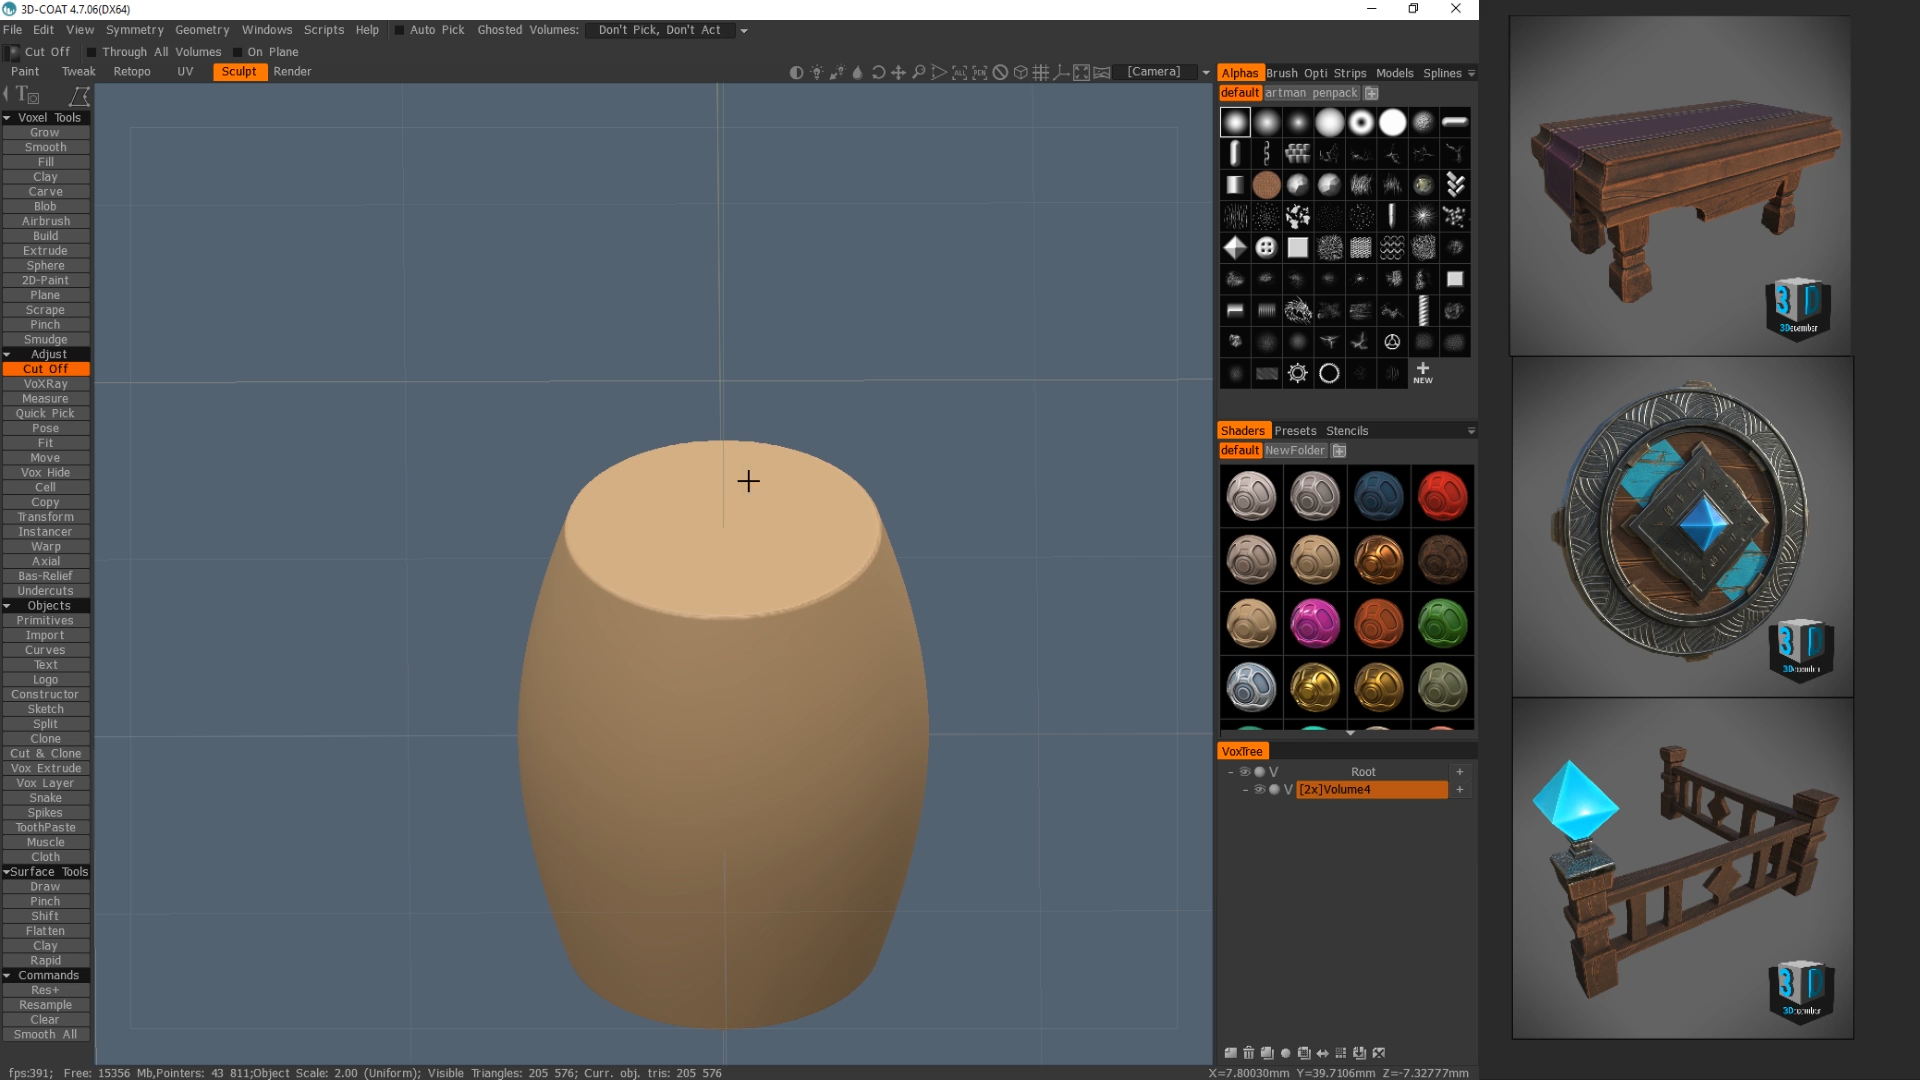 3D-COAT 4.7.06(DX64)
File Edit View Symmetry Geometry Windows Scripts Help Auto Pick Ghosted Volumes: Don't Pick, Don't Act
Cut Off Through All Volumes On Plane
Paint Tweak Retopo UV Sculpt Render [Camera]
Alphas Brush Opti Strips Models Splines
default artman penpack
NEW
Voxel Tools
Grow
Smooth
Fill
Clay
Carve
Blob
Airbrush
Build
Extrude
Sphere
2D-Paint
Plane
Scrape
Pinch
Smudge
Adjust
Cut Off
VoXRay
Measure
Quick Pick
Pose
Fit
Move
Vox Hide
Cell
Copy
Transform
Instancer
Warp
Axial
Bas-Relief
Undercuts
Objects
Primitives
Import
Curves
Text
Logo
Constructor
Sketch
Split
Clone
Cut & Clone
Vox Extrude
Vox Layer
Snake
Spikes
ToothPaste
Muscle
Cloth
Surface Tools
Draw
Pinch
Shift
Flatten
Clay
Rapid
Commands
Res+
Resample
Clear
Smooth All
Shaders Presets Stencils
default NewFolder
VoxTree
V Root +
V [2x]Volume4 +
3D
3December
3D
3December
3D
3December
fps:391; Free: 15356 Mb,Pointers: 43 811;Object Scale: 2.00 (Uniform); Visible Triangles: 205 576; Curr. obj. tris: 205 576
X=7.80030mm Y=39.7106mm Z=-7.32777mm